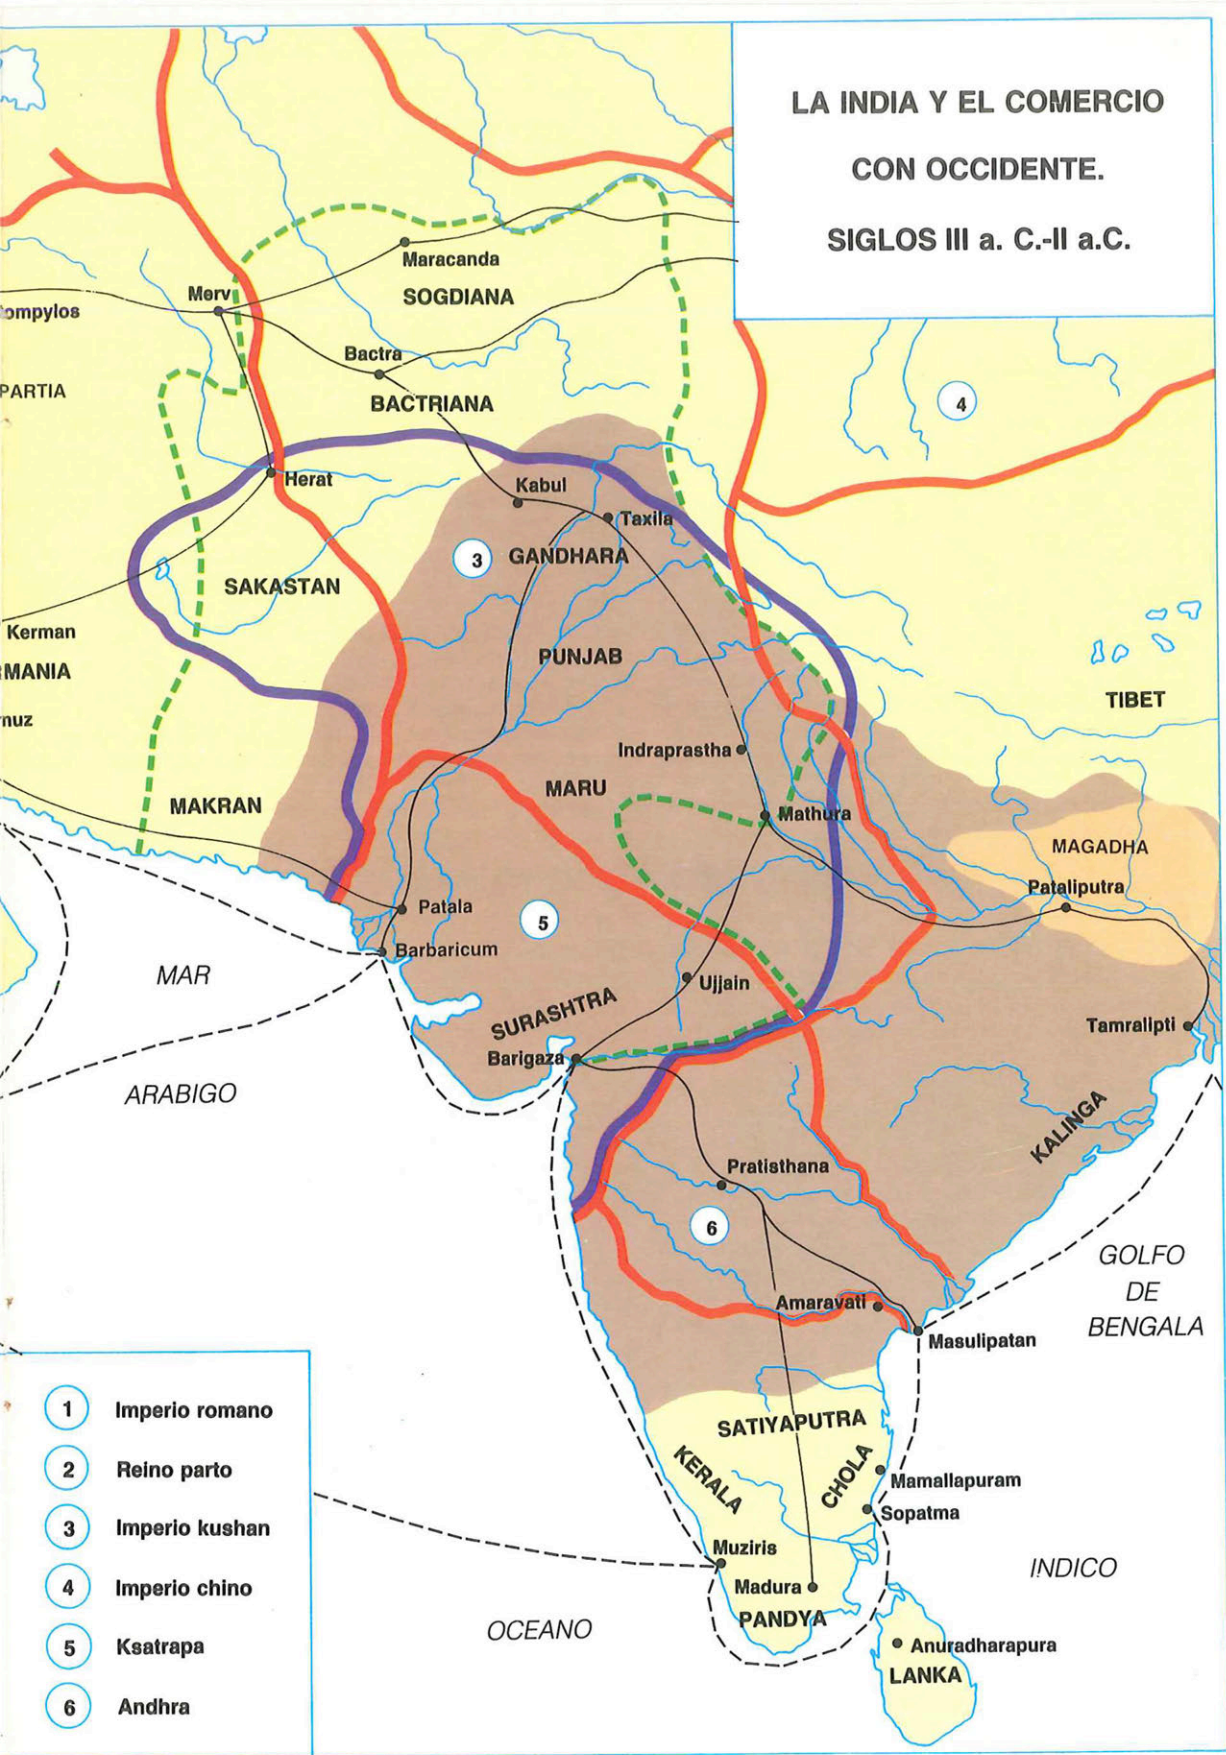 LA INDIA Y EL COMERCIO
CON OCCIDENTE.
SIGLOS III a. C.-II a.C.
Maracanda
SOGDIANA
Merv
ompylos
Bactra
PARTIA
BACTRIANA
4
Herat
Kabul
Taxila
3
GANDHARA
SAKASTAN
Kerman
PUNJAB
MANIA
TIBET
nuz
Indraprastha
MARU
MAKRAN
Mathura
MAGADHA
Pataliputra
Patala
5
Barbaricum
MAR
Ujjain
SURASHTRA
Tamralipti
Barigaza
ARABIGO
KALINGA
Pratisthana
6
GOLFO
DE
BENGALA
Amaravati
Masulipatan
SATIYAPUTRA
KERALA
CHOLA
Mamallapuram
Sopatma
Muziris
INDICO
Madura
PANDYA
OCEANO
Anuradharapura
LANKA
1 Imperio romano
2 Reino parto
3 Imperio kushan
4 Imperio chino
5 Ksatrapa
6 Andhra